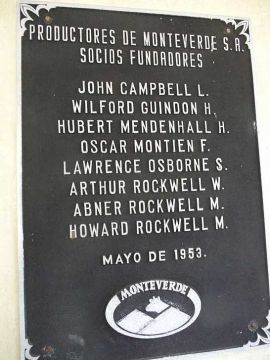 PRODUCTORES DE MONTEVERDE S.A.
SOCIOS FUNDADORES
JOHN CAMPBELL L.
WILFORD GUINDON H.
HUBERT MENDENHALL H.
OSCAR MONTIEN F.
LAWRENCE OSBORNE S.
ARTHUR ROCKWELL W.
ABNER ROCKWELL M.
HOWARD ROCKWELL M.
MAYO DE 1953.
MONTEVERDE